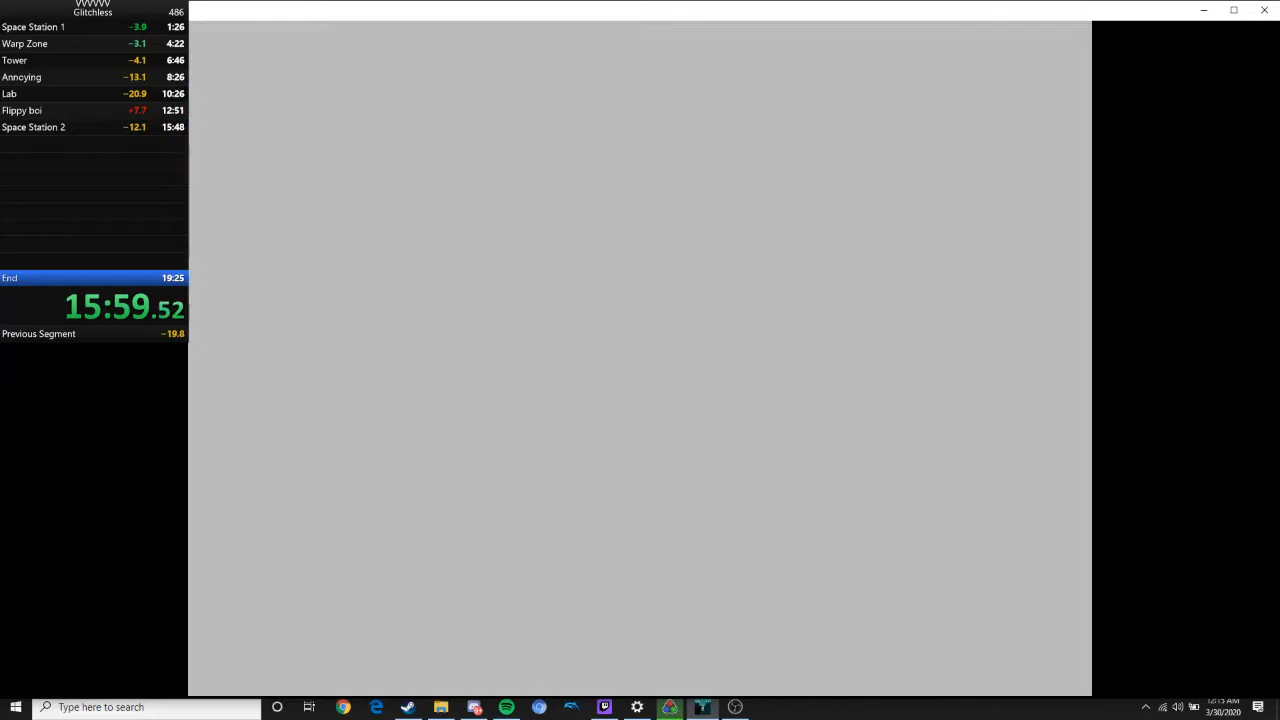 VVVVVV
Glitchless 486
Space Station 1 −3.9 1:26
Warp Zone −3.1 4:22
Tower −4.1 6:46
Annoying −13.1 8:26
Lab −20.9 10:26
Flippy boi +7.7 12:51
Space Station 2 −12.1 15:48
End 19:25
15:59.52
Previous Segment −19.8
Type here to search
12:15 AM
3/30/2020